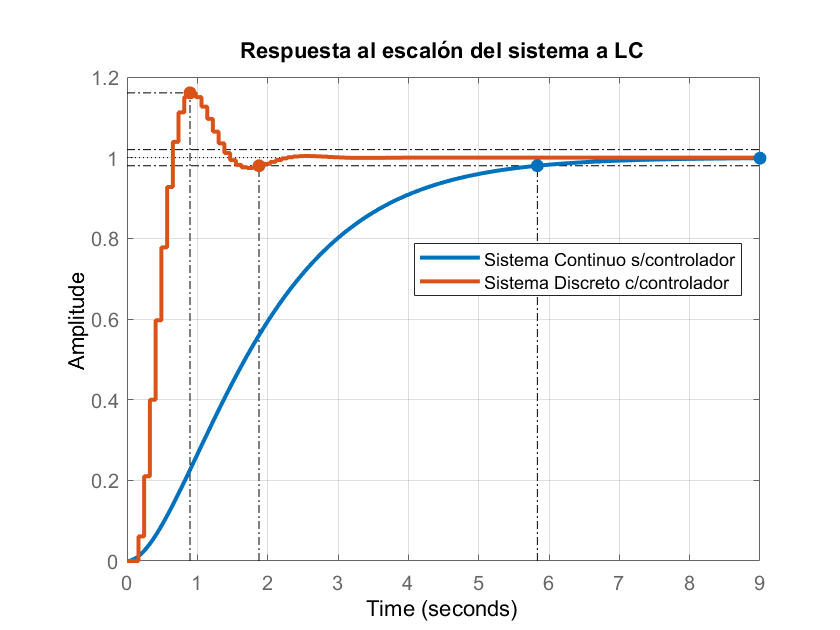 Respuesta al escalón del sistema a LC
1.2
1
0.8
0.6
0.4
0.2
0
Amplitude
Sistema Continuo s/controlador
Sistema Discreto c/controlador
0 1 2 3 4 5 6 7 8 9
Time (seconds)